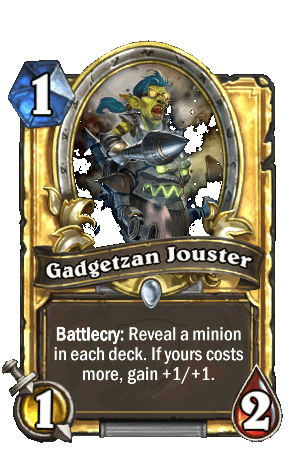 1
Gadgetzan Jouster
Battlecry: Reveal a minion
in each deck. If yours costs
more, gain +1/+1.
1
2